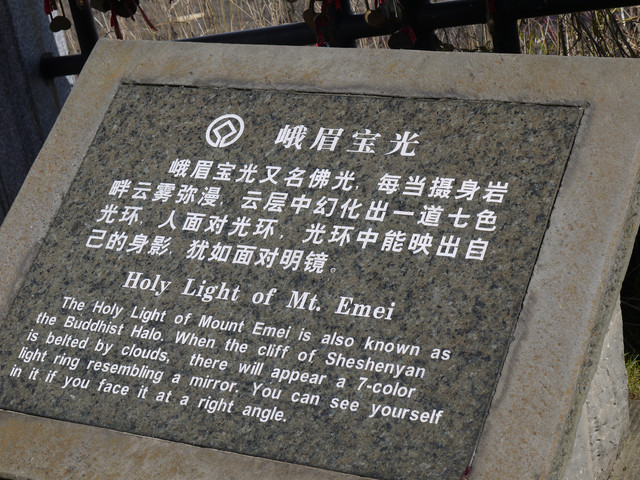 峨眉宝光
峨眉宝光又名佛光，每当摄身岩
畔云雾弥漫，云层中幻化出一道七色
光环，人面对光环，光环中能映出自
己的身影，犹如面对明镜。
Holy Light of Mt. Emei
The Holy Light of Mount Emei is also known as
the Buddhist Halo. When the cliff of Sheshenyan
is belted by clouds, there will appear a 7-color
light ring resembling a mirror. You can see yourself
in it if you face it at a right angle.